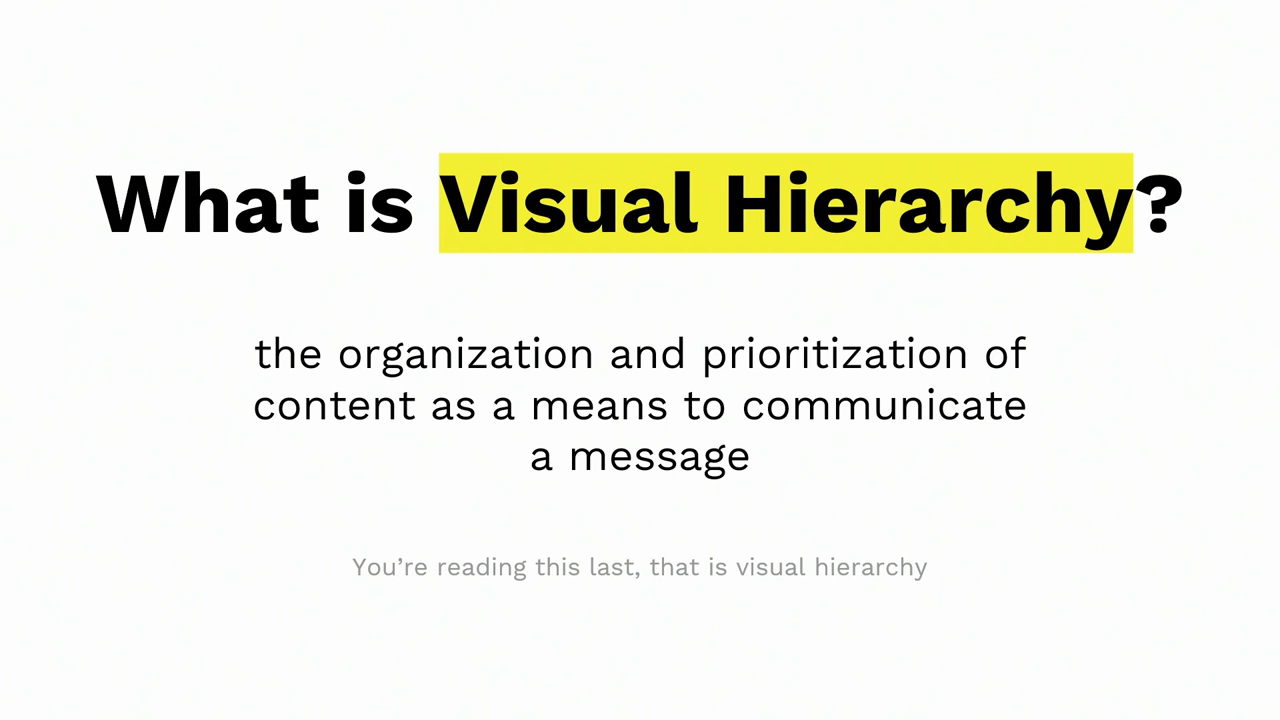 What is Visual Hierarchy?
the organization and prioritization of
content as a means to communicate
a message
You’re reading this last, that is visual hierarchy